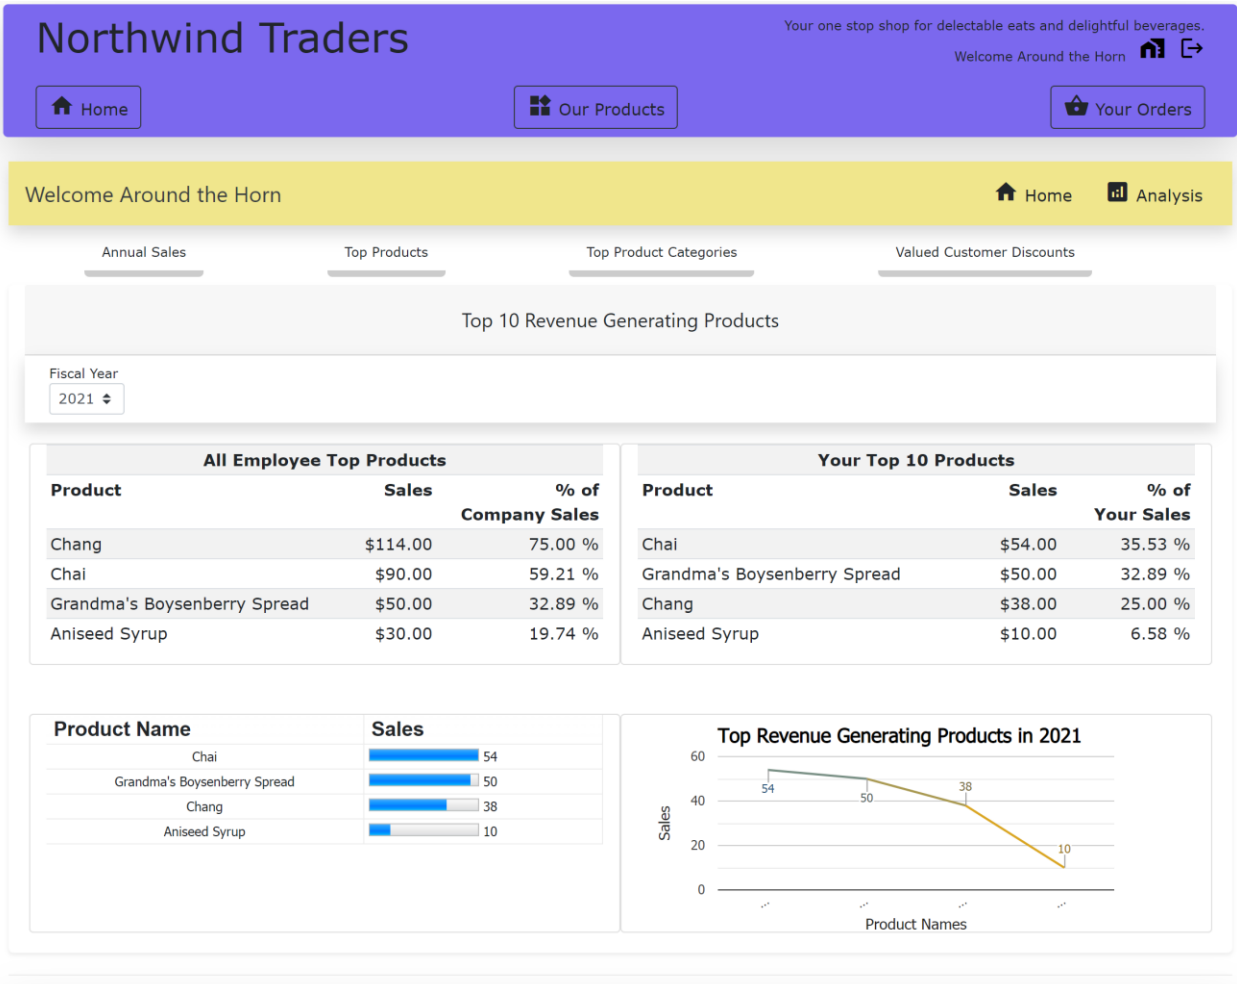 Northwind Traders
Your one stop shop for delectable eats and delightful beverages.
Welcome Around the Horn
Home
Our Products
Your Orders
Welcome Around the Horn
Home
Analysis
Annual Sales
Top Products
Top Product Categories
Valued Customer Discounts
Top 10 Revenue Generating Products
Fiscal Year
2021
All Employee Top Products
Product Sales % of
Company Sales
Chang $114.00 75.00 %
Chai $90.00 59.21 %
Grandma's Boysenberry Spread $50.00 32.89 %
Aniseed Syrup $30.00 19.74 %
Your Top 10 Products
Product Sales % of
Your Sales
Chai $54.00 35.53 %
Grandma's Boysenberry Spread $50.00 32.89 %
Chang $38.00 25.00 %
Aniseed Syrup $10.00 6.58 %
Product Name Sales
Chai 54
Grandma's Boysenberry Spread 50
Chang 38
Aniseed Syrup 10
Top Revenue Generating Products in 2021
60
40
20
0
Sales
54
50
38
10
...
...
...
...
Product Names